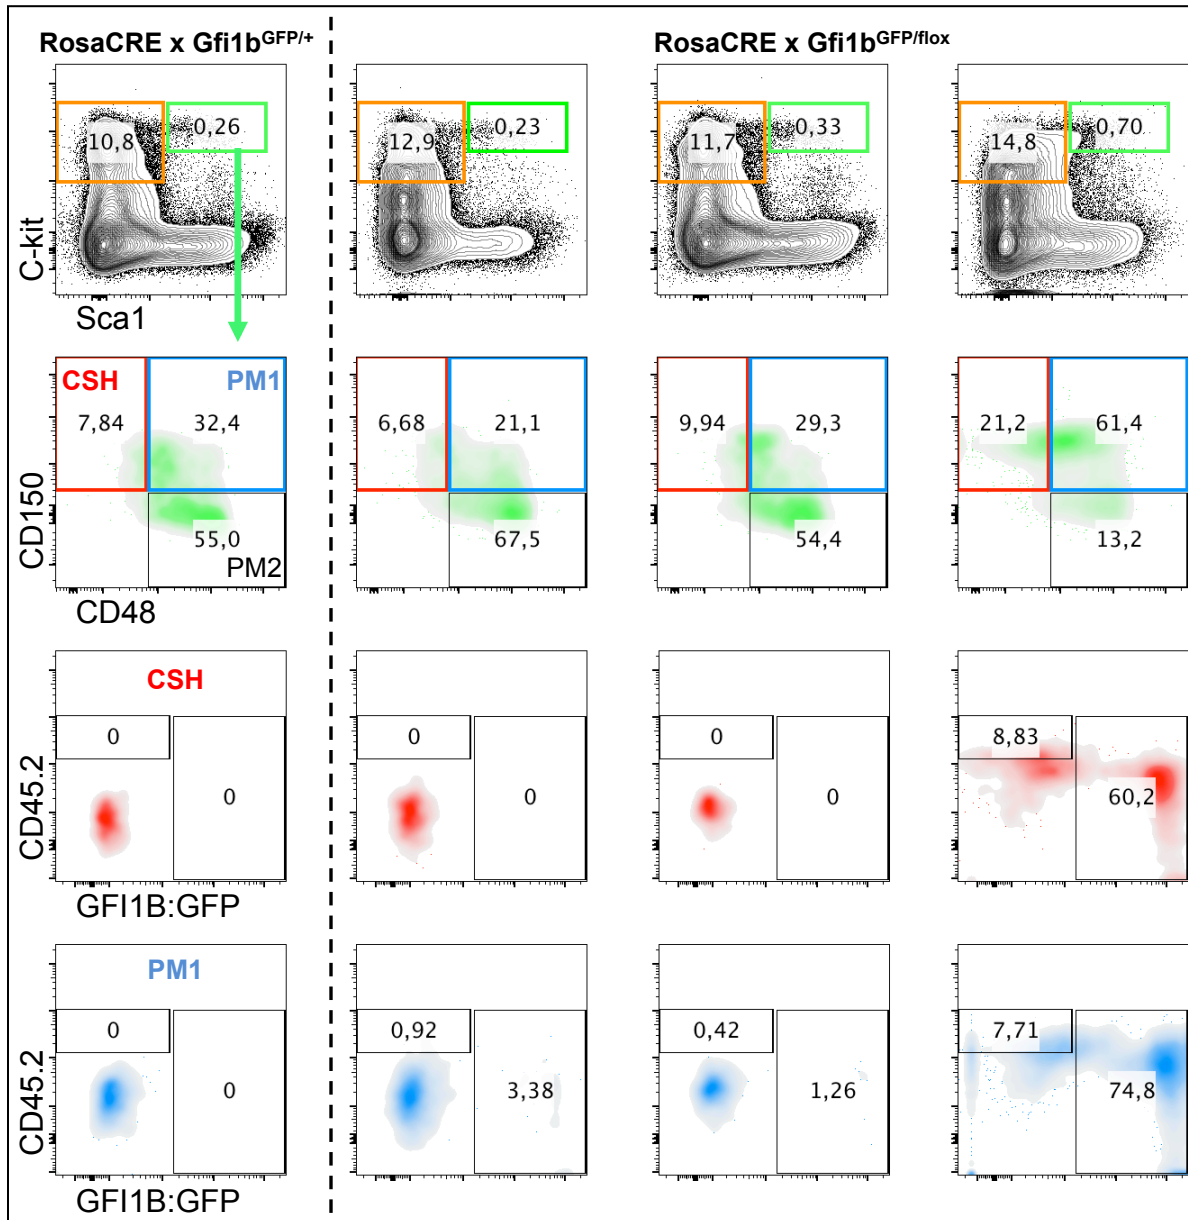 RosaCRE x Gfi1bGFP/+
RosaCRE x Gfi1bGFP/flox
10,8
0,26
12,9
0,23
11,7
0,33
14,8
0,70
C-kit
Sca1
CSH
PM1
7,84
32,4
6,68
21,1
9,94
29,3
21,2
61,4
55,0
67,5
54,4
13,2
PM2
CD150
CD48
CSH
0
0
0
8,83
0
0
0
60,2
CD45.2
GFI1B:GFP
PM1
0
0,92
0,42
7,71
0
3,38
1,26
74,8
CD45.2
GFI1B:GFP